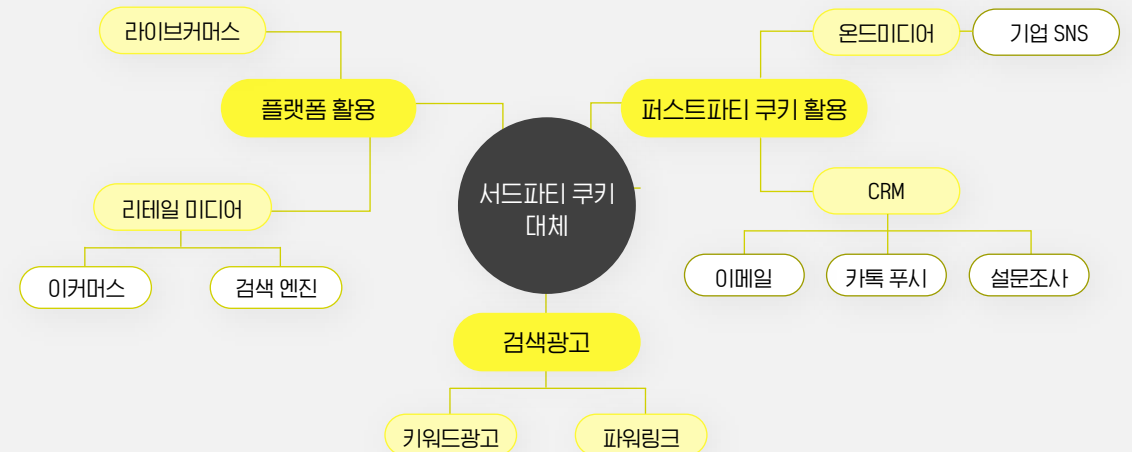 라이브커머스
온드미디어
기업 SNS
플랫폼 활용
퍼스트파티 쿠키 활용
서드파티 쿠키
대체
리테일 미디어
CRM
이커머스
검색 엔진
이메일
카톡 푸시
설문조사
검색광고
키워드광고
파워링크